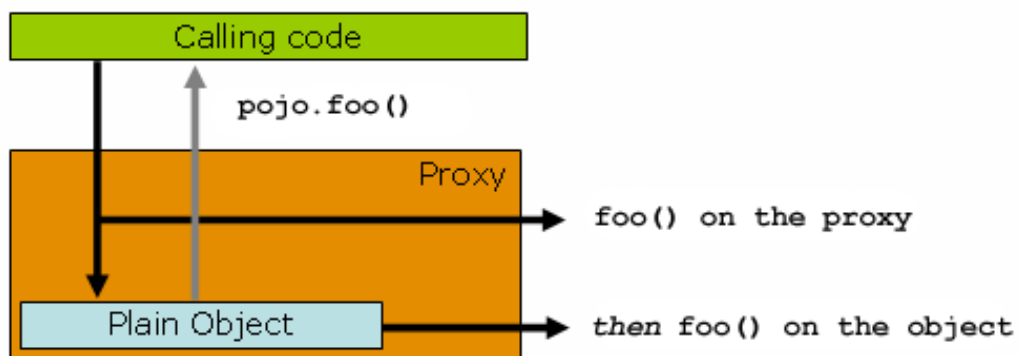 Calling code
pojo.foo()
Proxy
foo() on the proxy
Plain Object
then foo() on the object